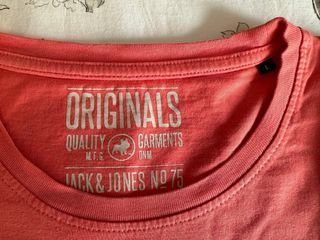 ORIGINALS
QUALITY GARMENTS
M.F.G DNM
JACK & JONES Nº 75
L